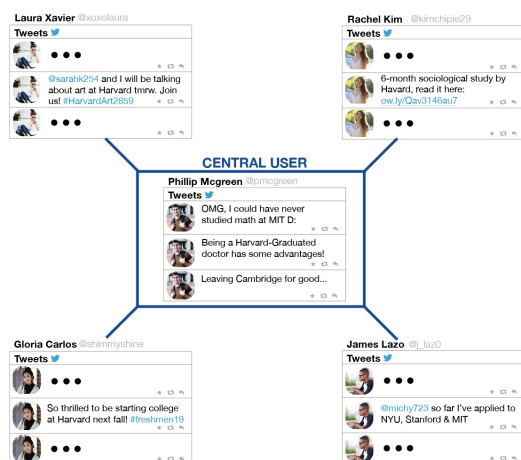 Laura Xavier @xoxolaura
Tweets
@sarahk254 and I will be talking
about art at Harvard tmrw. Join
us! #HarvardArt2859
Rachel Kim @kimchipie29
Tweets
6-month sociological study by
Havard, read it here:
ow.ly/Qav3146au7
CENTRAL USER
Phillip Mcgreen @pmcgreen
Tweets
OMG, I could have never
studied math at MIT D:
Being a Harvard-Graduated
doctor has some advantages!
Leaving Cambridge for good...
Gloria Carlos @shimmyshine
Tweets
So thrilled to be starting college
at Harvard next fall! #freshmen19
James Lazo @j_laz0
Tweets
@michy723 so far I've applied to
NYU, Stanford & MIT